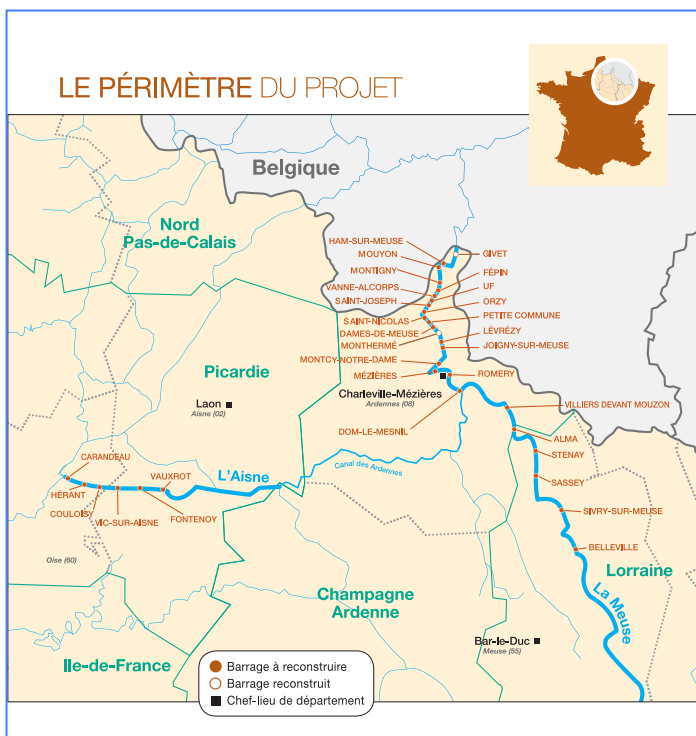 LE PÉRIMÈTRE DU PROJET
Belgique
Nord
Pas-de-Calais
HAM-SUR-MEUSE
MOUYON
MONTIGNY
VANNE-ALCORPS
SAINT-JOSEPH
SAINT-NICOLAS
DAMES-DE-MEUSE
MONTHERMÉ
MONTCY-NOTRE-DAME
MÉZIÈRES
GIVET
FÉPIN
UF
ORZY
PETITE COMMUNE
LÉVRÉZY
JOIGNY-SUR-MEUSE
ROMERY
Picardie
Laon
Aisne (02)
Charleville-Mézières
Ardennes (08)
DOM-LE-MESNIL
VILLIERS DEVANT MOUZON
ALMA
STENAY
SASSEY
SIVRY-SUR-MEUSE
BELLEVILLE
CARANDEAU
HÉRANT
COULOISY
VIC-SUR-AISNE
VAUXROT
FONTENOY
L'Aisne
Canal des Ardennes
Oise (60)
Champagne
Ardenne
Lorraine
La Meuse
Bar-le-Duc
Meuse (55)
Ile-de-France
Barrage à reconstruire
Barrage reconstruit
Chef-lieu de département